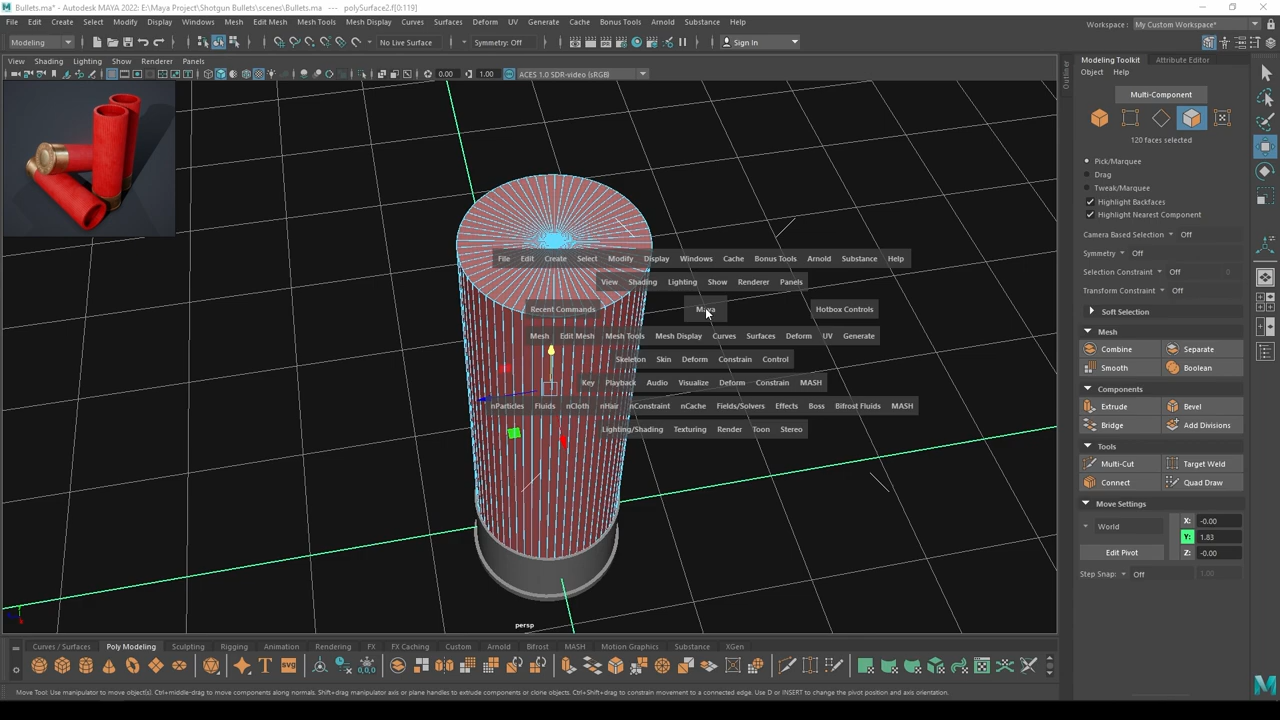 Bullets.ma* - Autodesk MAYA 2022: E:\Maya Project\Shotgun Bullets\scenes\Bullets.ma --- polySurface2.f[0:119]
File Edit Create Select Modify Display Windows Mesh Edit Mesh Mesh Tools Mesh Display Curves Surfaces Deform UV Generate Cache Bonus Tools Arnold Substance Help
Workspace : My Custom Workspace*
Modeling No Live Surface Symmetry: Off Sign In
View Shading Lighting Show Renderer Panels
0.00 1.00 ACES 1.0 SDR-video (sRGB)
Outliner
Modeling Toolkit Attribute Editor
Object Help
Multi-Component
120 faces selected
Pick/Marquee
Drag
Tweak/Marquee
Highlight Backfaces
Highlight Nearest Component
Camera Based Selection Off
Symmetry Off
Selection Constraint Off
Transform Constraint Off
Soft Selection
Mesh
Combine Separate
Smooth Boolean
Components
Extrude Bevel
Bridge Add Divisions
Tools
Multi-Cut Target Weld
Connect Quad Draw
Move Settings
World X: -0.00
Y: 1.83
Edit Pivot Z: -0.00
Step Snap: Off 1.00
File Edit Create Select Modify Display Windows Cache Bonus Tools Arnold Substance Help
View Shading Lighting Show Renderer Panels
Recent Commands Maya Hotbox Controls
Mesh Edit Mesh Mesh Tools Mesh Display Curves Surfaces Deform UV Generate
Skeleton Skin Deform Constrain Control
Key Playback Audio Visualize Deform Constrain MASH
nParticles Fluids nCloth nHair nConstraint nCache Fields/Solvers Effects Boss Bifrost Fluids MASH
Lighting/Shading Texturing Render Toon Stereo
persp
Curves / Surfaces Poly Modeling Sculpting Rigging Animation FX FX Caching Custom Arnold Bifrost MASH Motion Graphics Substance XGen
T SVG
Move Tool: Use manipulator to move object(s). Ctrl+middle-drag to move components along normals. Shift+drag manipulator axis or plane handles to extrude components or clone objects. Ctrl+Shift+drag to constrain movement to a connected edge. Use D or INSERT to change the pivot position and axis orientation.